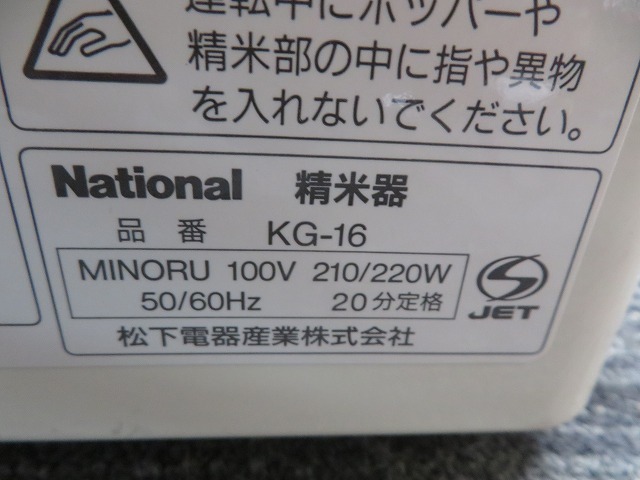 運転中にホッパーや
精米部の中に指や異物
を入れないでください。
National 精米器
品番 KG-16
MINORU 100V 210/220W
50/60Hz 20分定格
JET
松下電器産業株式会社